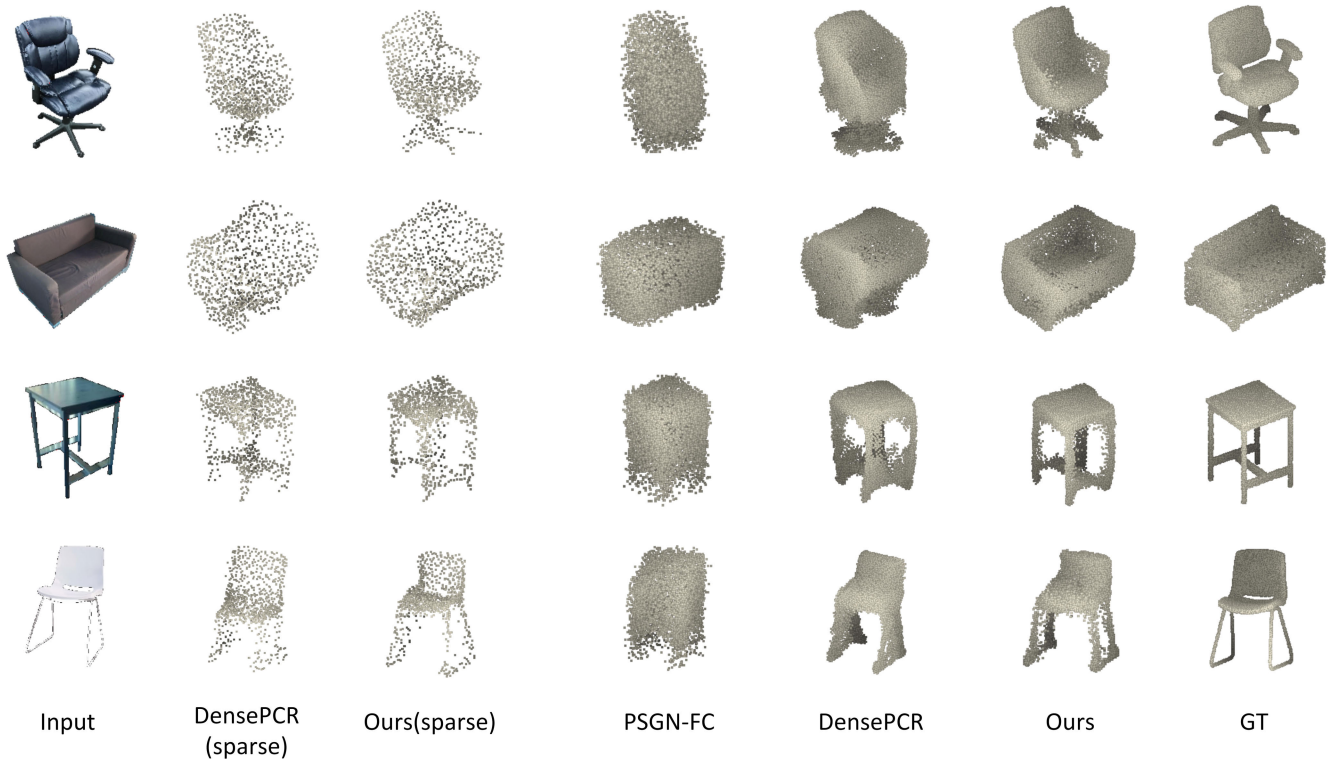 Input
DensePCR
(sparse)
Ours(sparse)
PSGN-FC
DensePCR
Ours
GT